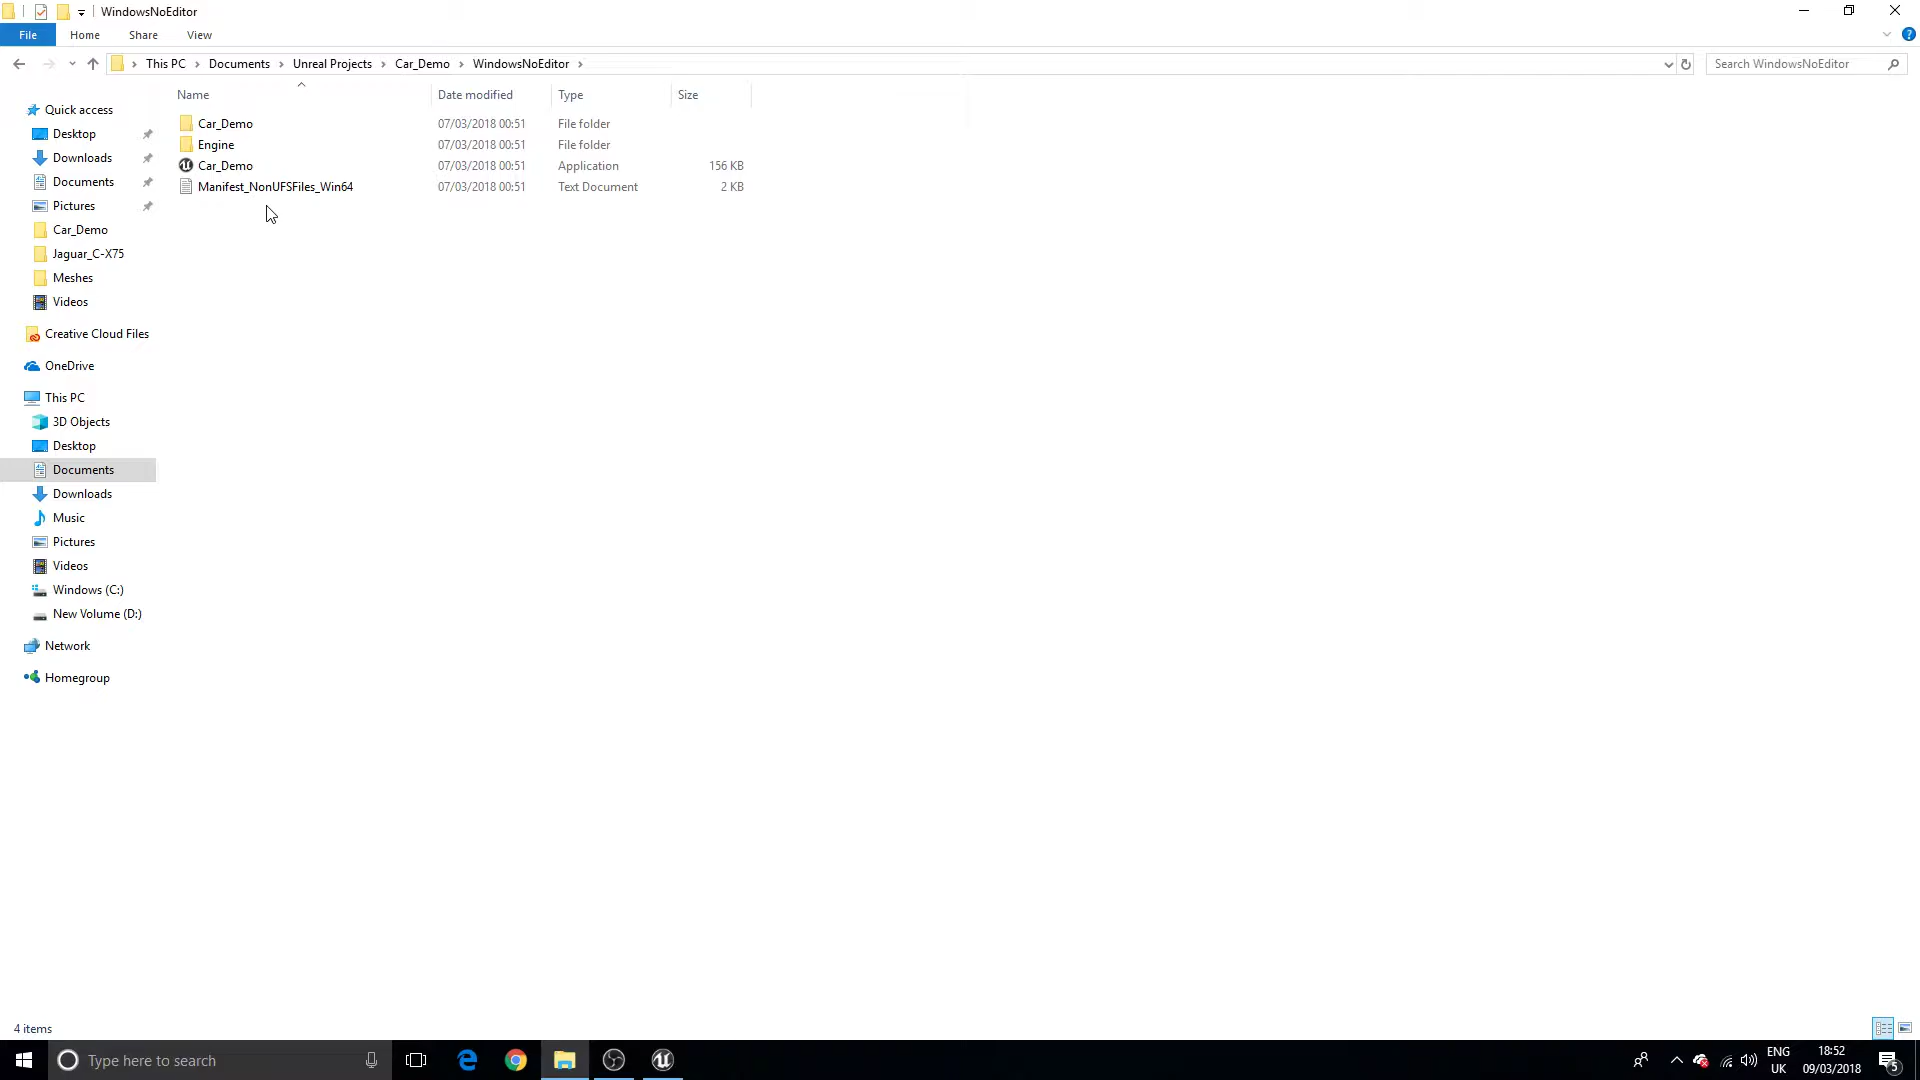 WindowsNoEditor
File Home Share View
This PC Documents Unreal Projects Car_Demo WindowsNoEditor Search WindowsNoEditor
Name Date modified Type Size
Car_Demo 07/03/2018 00:51 File folder
Engine 07/03/2018 00:51 File folder
Car_Demo 07/03/2018 00:51 Application 156 KB
Manifest_NonUFSFiles_Win64 07/03/2018 00:51 Text Document 2 KB
Quick access
Desktop
Downloads
Documents
Pictures
Car_Demo
Jaguar_C-X75
Meshes
Videos
Creative Cloud Files
OneDrive
This PC
3D Objects
Desktop
Documents
Downloads
Music
Pictures
Videos
Windows (C:)
New Volume (D:)
Network
Homegroup
4 items
Type here to search
ENG
UK
18:52
09/03/2018
5